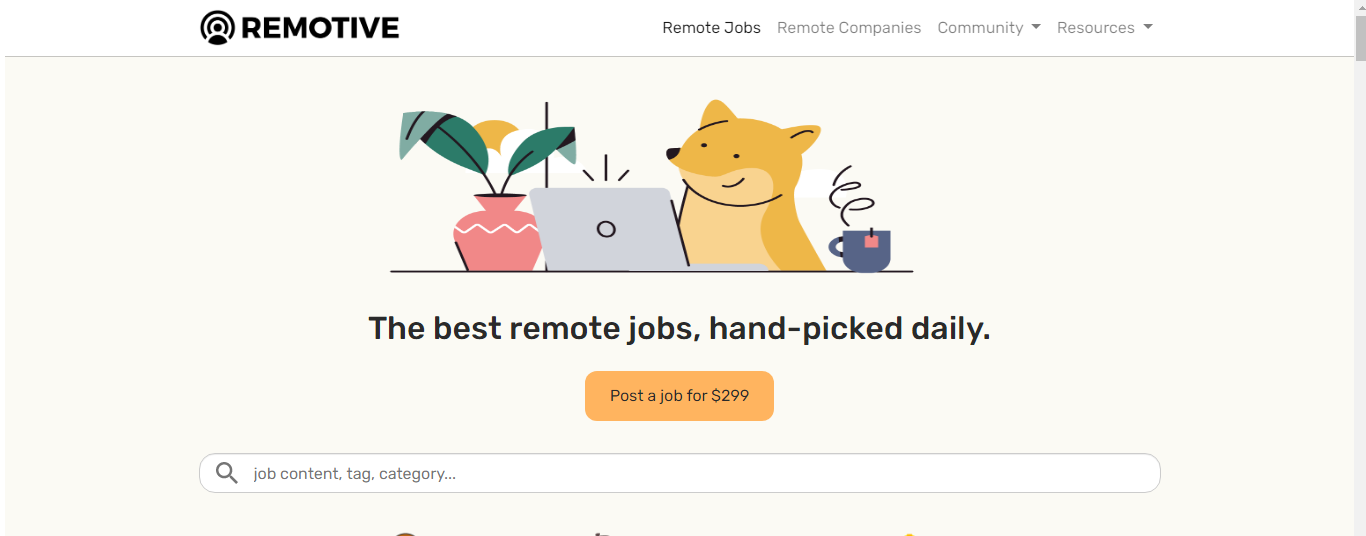 REMOTIVE
Remote Jobs Remote Companies Community Resources
The best remote jobs, hand-picked daily.
Post a job for $299
job content, tag, category...